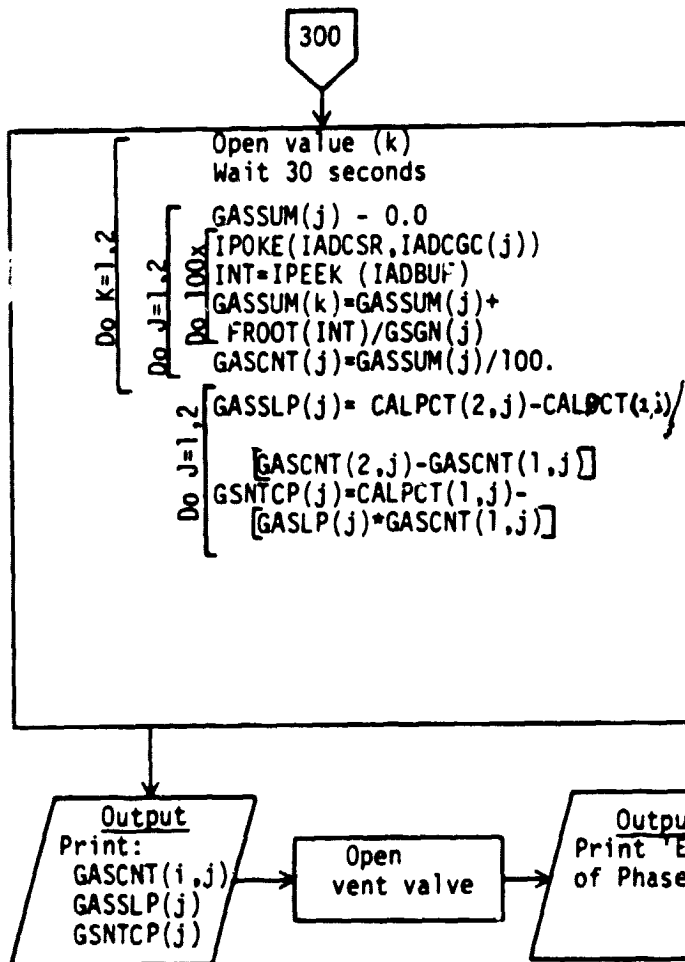 300
Open value (k)
Wait 30 seconds
GASSUM(j) - 0.0
IPOKE(IADCSR,IADCGC(j))
INT=IPEEK (IADBUF)
GASSUM(k)=GASSUM(j)+
FROOT(INT)/GSGN(j)
GASCNT(j)=GASSUM(j)/100.
Do K=1,2
Do J=1,2
Do 100x
GASSLP(j)= CALPCT(2,j)-CALPCT(1,j)/
[GASCNT(2,j)-GASCNT(1,j)]
GSNTCP(j)=CALPCT(1,j)-
[GASLP(j)*GASCNT(1,j)]
Do J=1,2
Output
Print:
GASCNT(i,j)
GASSLP(j)
GSNTCP(j)
Open
vent valve
Outpu
Print 'E
of Phase